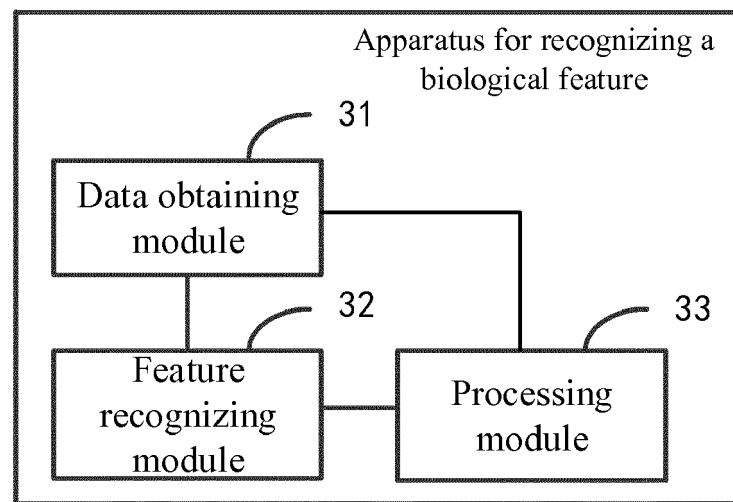 Apparatus for recognizing a
biological feature
31
Data obtaining
module
32
Feature
recognizing
module
33
Processing
module